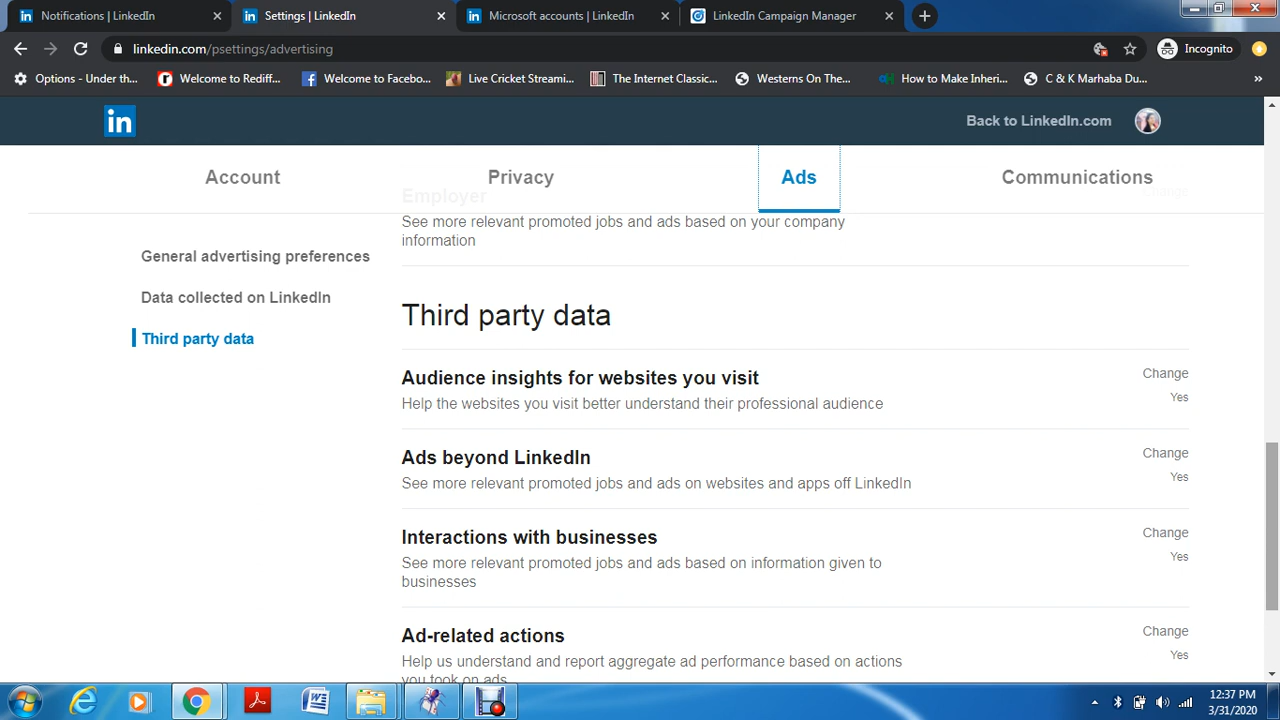 Notifications | LinkedIn
Settings | LinkedIn
Microsoft accounts | LinkedIn
LinkedIn Campaign Manager
linkedin.com/psettings/advertising
Incognito
Options - Under th...
Welcome to Rediff...
Welcome to Facebo...
Live Cricket Streami...
The Internet Classic...
Westerns On The...
How to Make Inheri...
C & K Marhaba Du...
»
in
Back to LinkedIn.com
Account
Privacy
Ads
Communications
Employer
Change
See more relevant promoted jobs and ads based on your company
information
General advertising preferences
Data collected on LinkedIn
Third party data
Third party data
Audience insights for websites you visit
Change
Help the websites you visit better understand their professional audience
Yes
Ads beyond LinkedIn
Change
See more relevant promoted jobs and ads on websites and apps off LinkedIn
Yes
Interactions with businesses
Change
See more relevant promoted jobs and ads based on information given to
businesses
Yes
Ad-related actions
Change
Help us understand and report aggregate ad performance based on actions
you took on ads
Yes
12:37 PM
3/31/2020